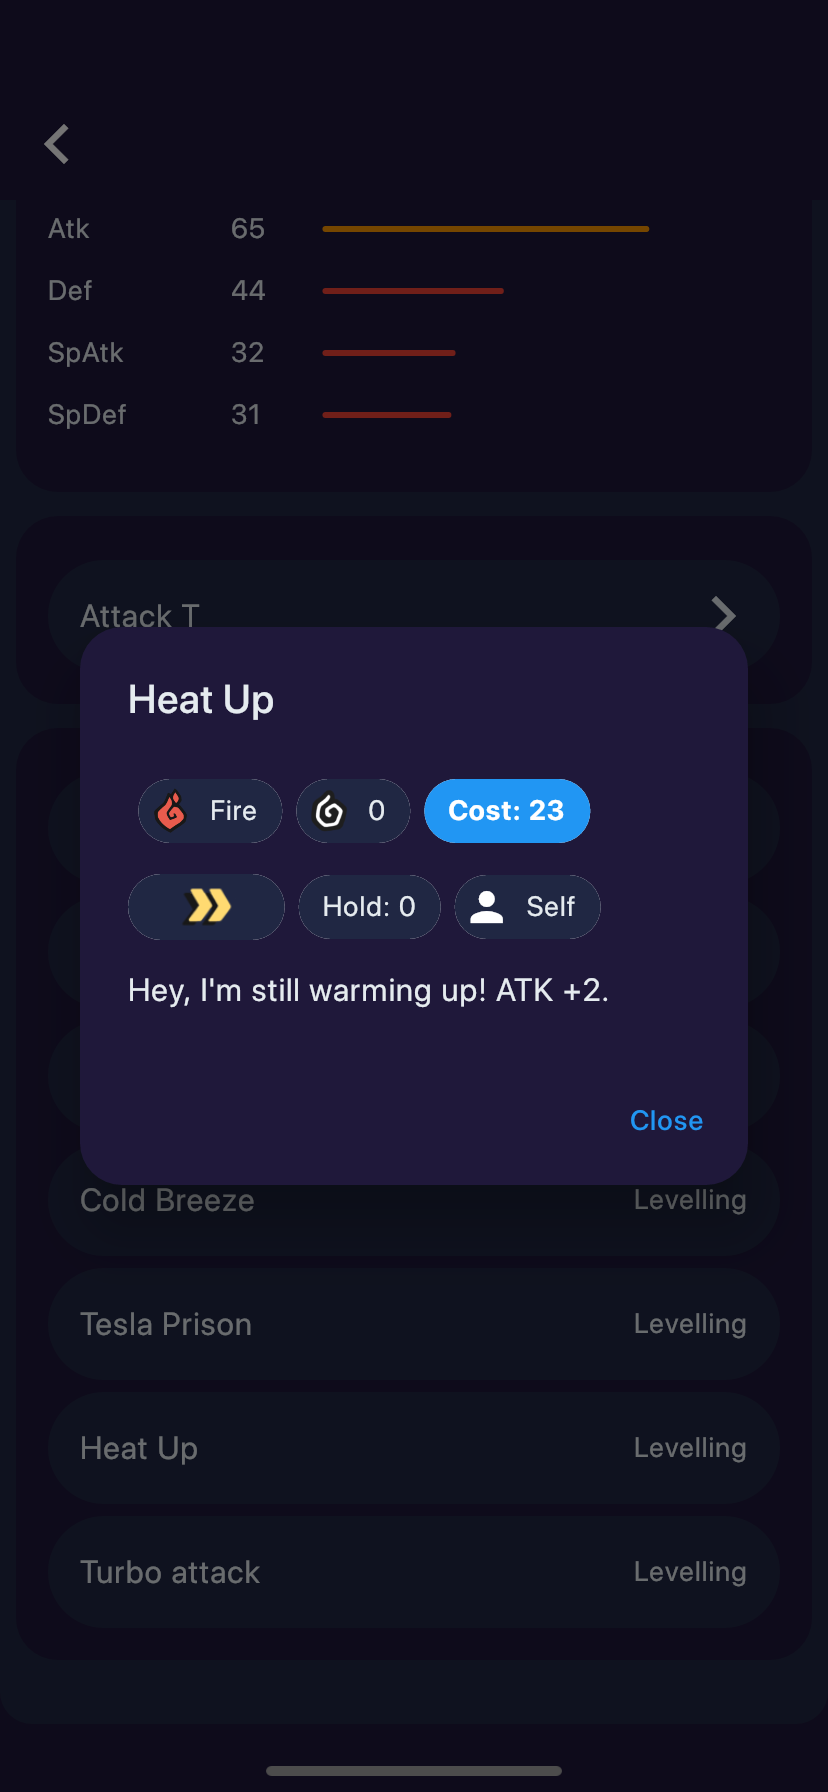 Atk 65
Def 44
SpAtk 32
SpDef 31
Attack T
Heat Up
Fire 0 Cost: 23
Hold: 0 Self
Hey, I'm still warming up! ATK +2.
Close
Cold Breeze Levelling
Tesla Prison Levelling
Heat Up Levelling
Turbo attack Levelling